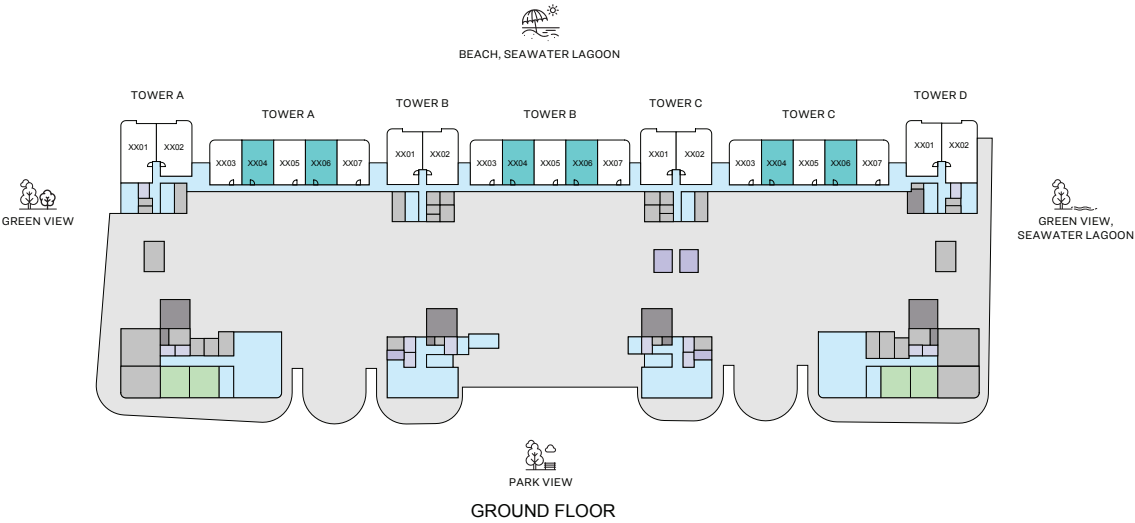 BEACH, SEAWATER LAGOON
TOWER A
TOWER A
TOWER B
TOWER B
TOWER C
TOWER C
TOWER D
XX01 XX02
XX03 XX04 XX05 XX06 XX07
XX01 XX02
XX03 XX04 XX05 XX06 XX07
XX01 XX02
XX03 XX04 XX05 XX06 XX07
XX01 XX02
GREEN VIEW
GREEN VIEW,
SEAWATER LAGOON
PARK VIEW
GROUND FLOOR